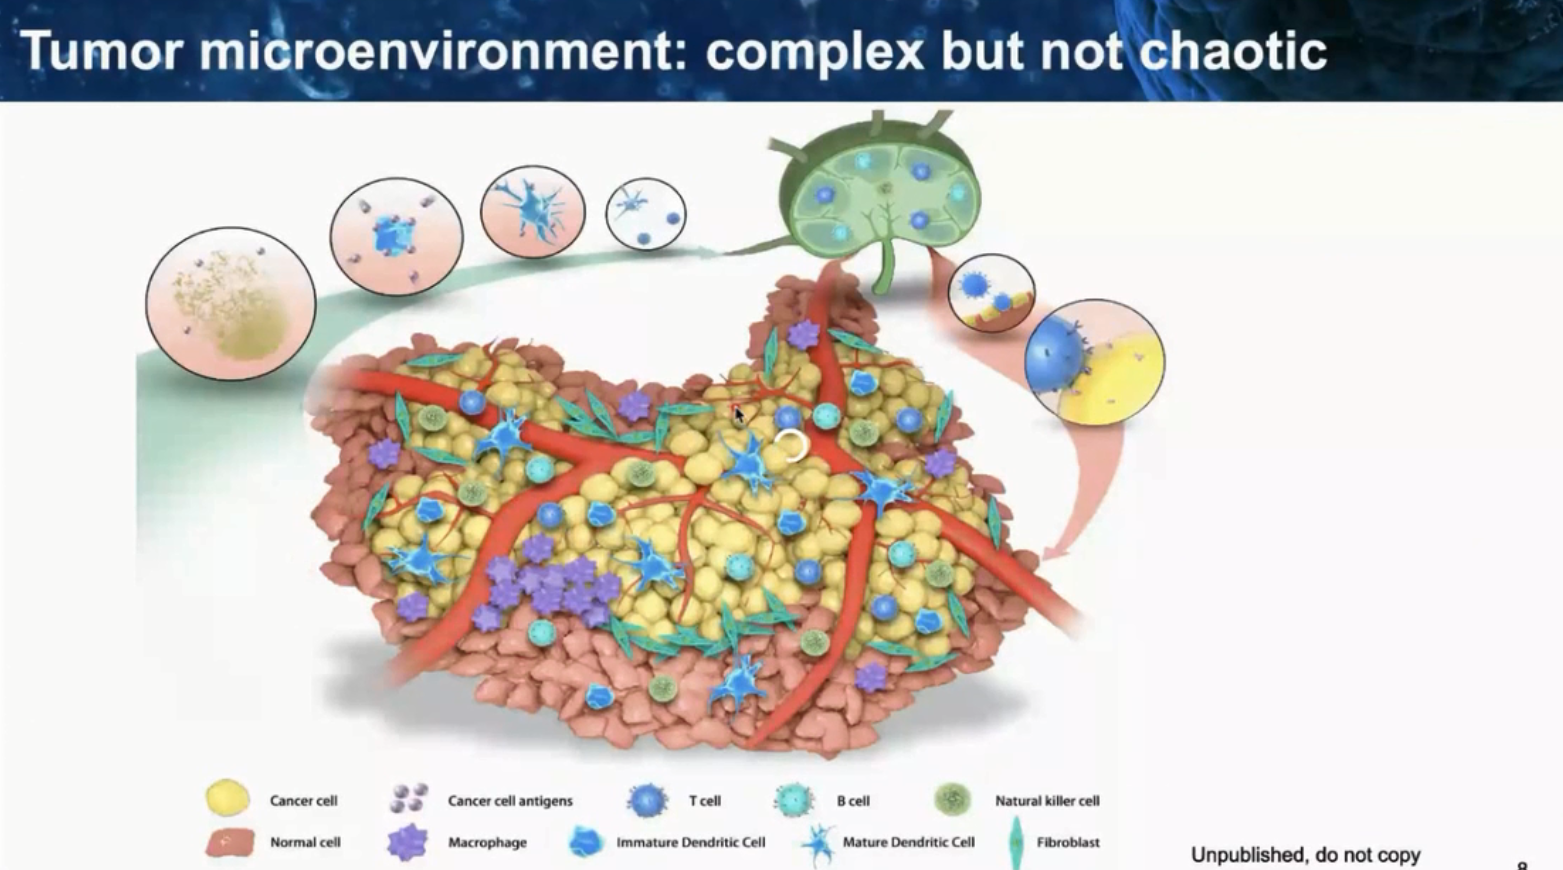 Tumor microenvironment: complex but not chaotic
Cancer cell
Cancer cell antigens
T cell
B cell
Natural killer cell
Normal cell
Macrophage
Immature Dendritic Cell
Mature Dendritic Cell
Fibroblast
Unpublished, do not copy
8